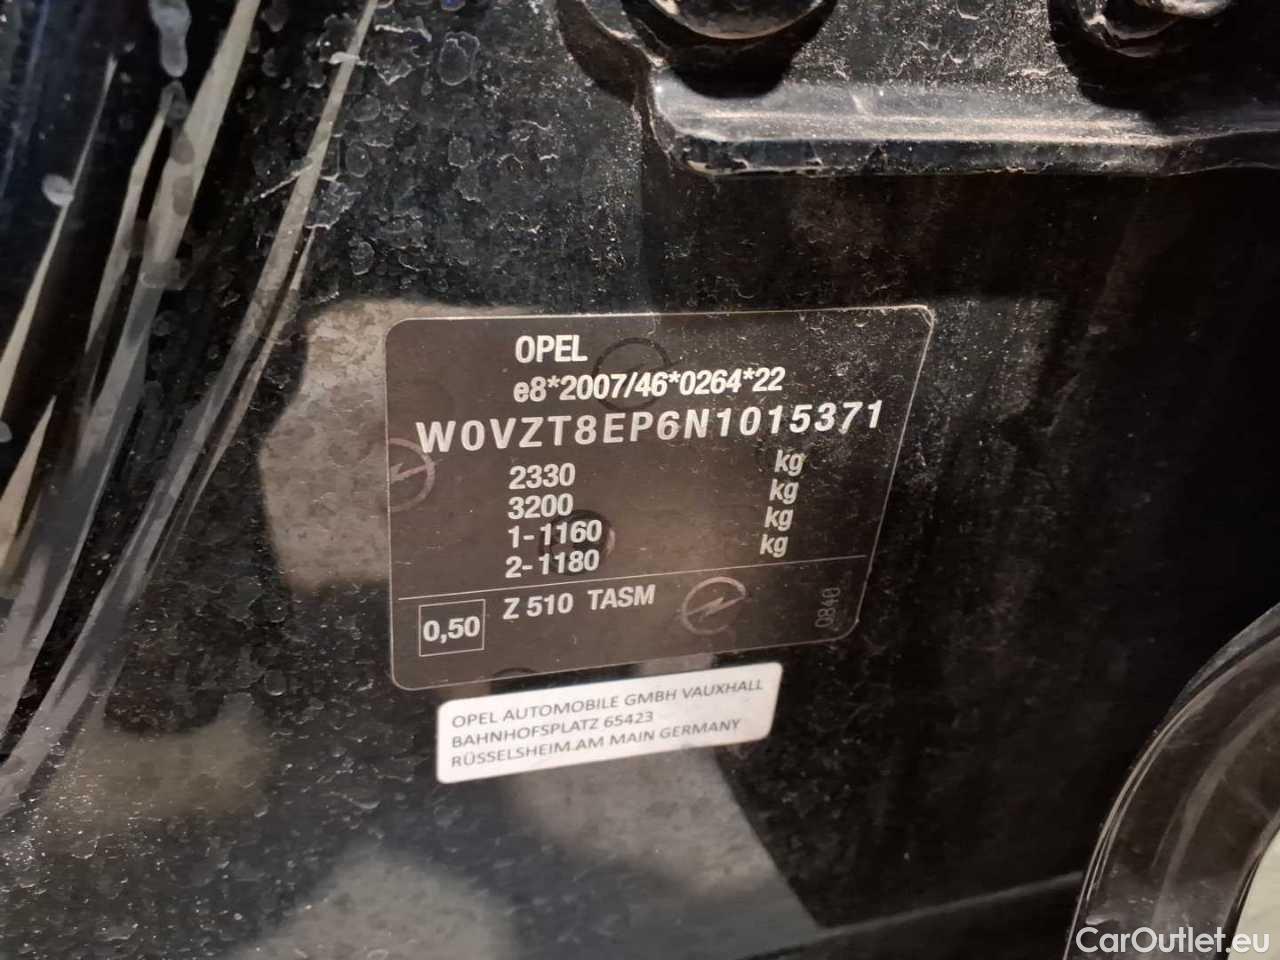 OPEL
e8*2007/46*0264*22
W0VZT8EP6N1015371
2330 kg
3200 kg
1-1160 kg
2-1180 kg
0,50 Z 510 TASM
0840
OPEL AUTOMOBILE GMBH VAUXHALL
BAHNHOFSPLATZ 65423
RÜSSELSHEIM.AM MAIN GERMANY
CarOutlet.eu